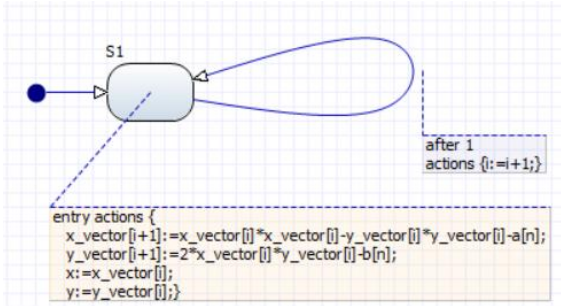 S1
after 1
actions {i:=i+1;}
entry actions {
x_vector[i+1]:=x_vector[i]*x_vector[i]-y_vector[i]*y_vector[i]-a[n];
y_vector[i+1]:=2*x_vector[i]*y_vector[i]-b[n];
x:=x_vector[i];
y:=y_vector[i];}